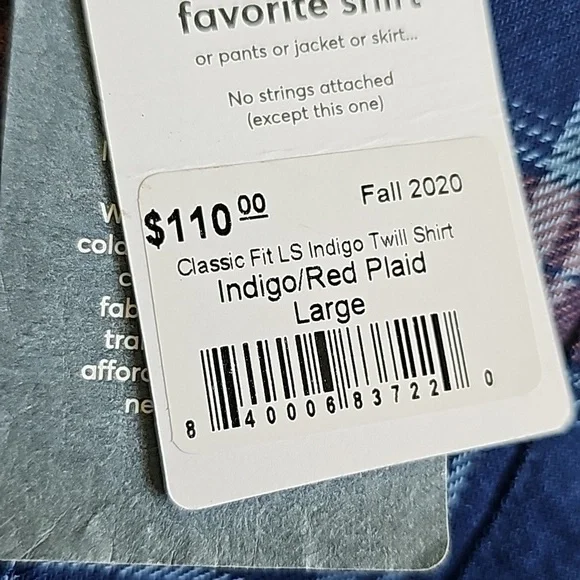 favorite shirt
or pants or jacket or skirt...
No strings attached
(except this one)
$110.00
Fall 2020
Classic Fit LS Indigo Twill Shirt
Indigo/Red Plaid
Large
8 40006 83722 0